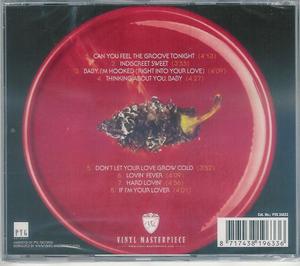 1. CAN YOU FEEL THE GROOVE TONIGHT (4:53)
2. INDISCREET SWEET (3:55)
3. BABY, I'M HOOKED (RIGHT INTO YOUR LOVE) (4:09)
4. THINKING ABOUT YOU, BABY (4:27)
5. DON'T LET YOUR LOVE GROW COLD (3:52)
6. LOVIN' FEVER (4:09)
7. HARD LOVIN' (4:56)
8. IF I'M YOUR LOVER (4:01)
PTG
VINYL MASTERPIECE
8 717438 196336